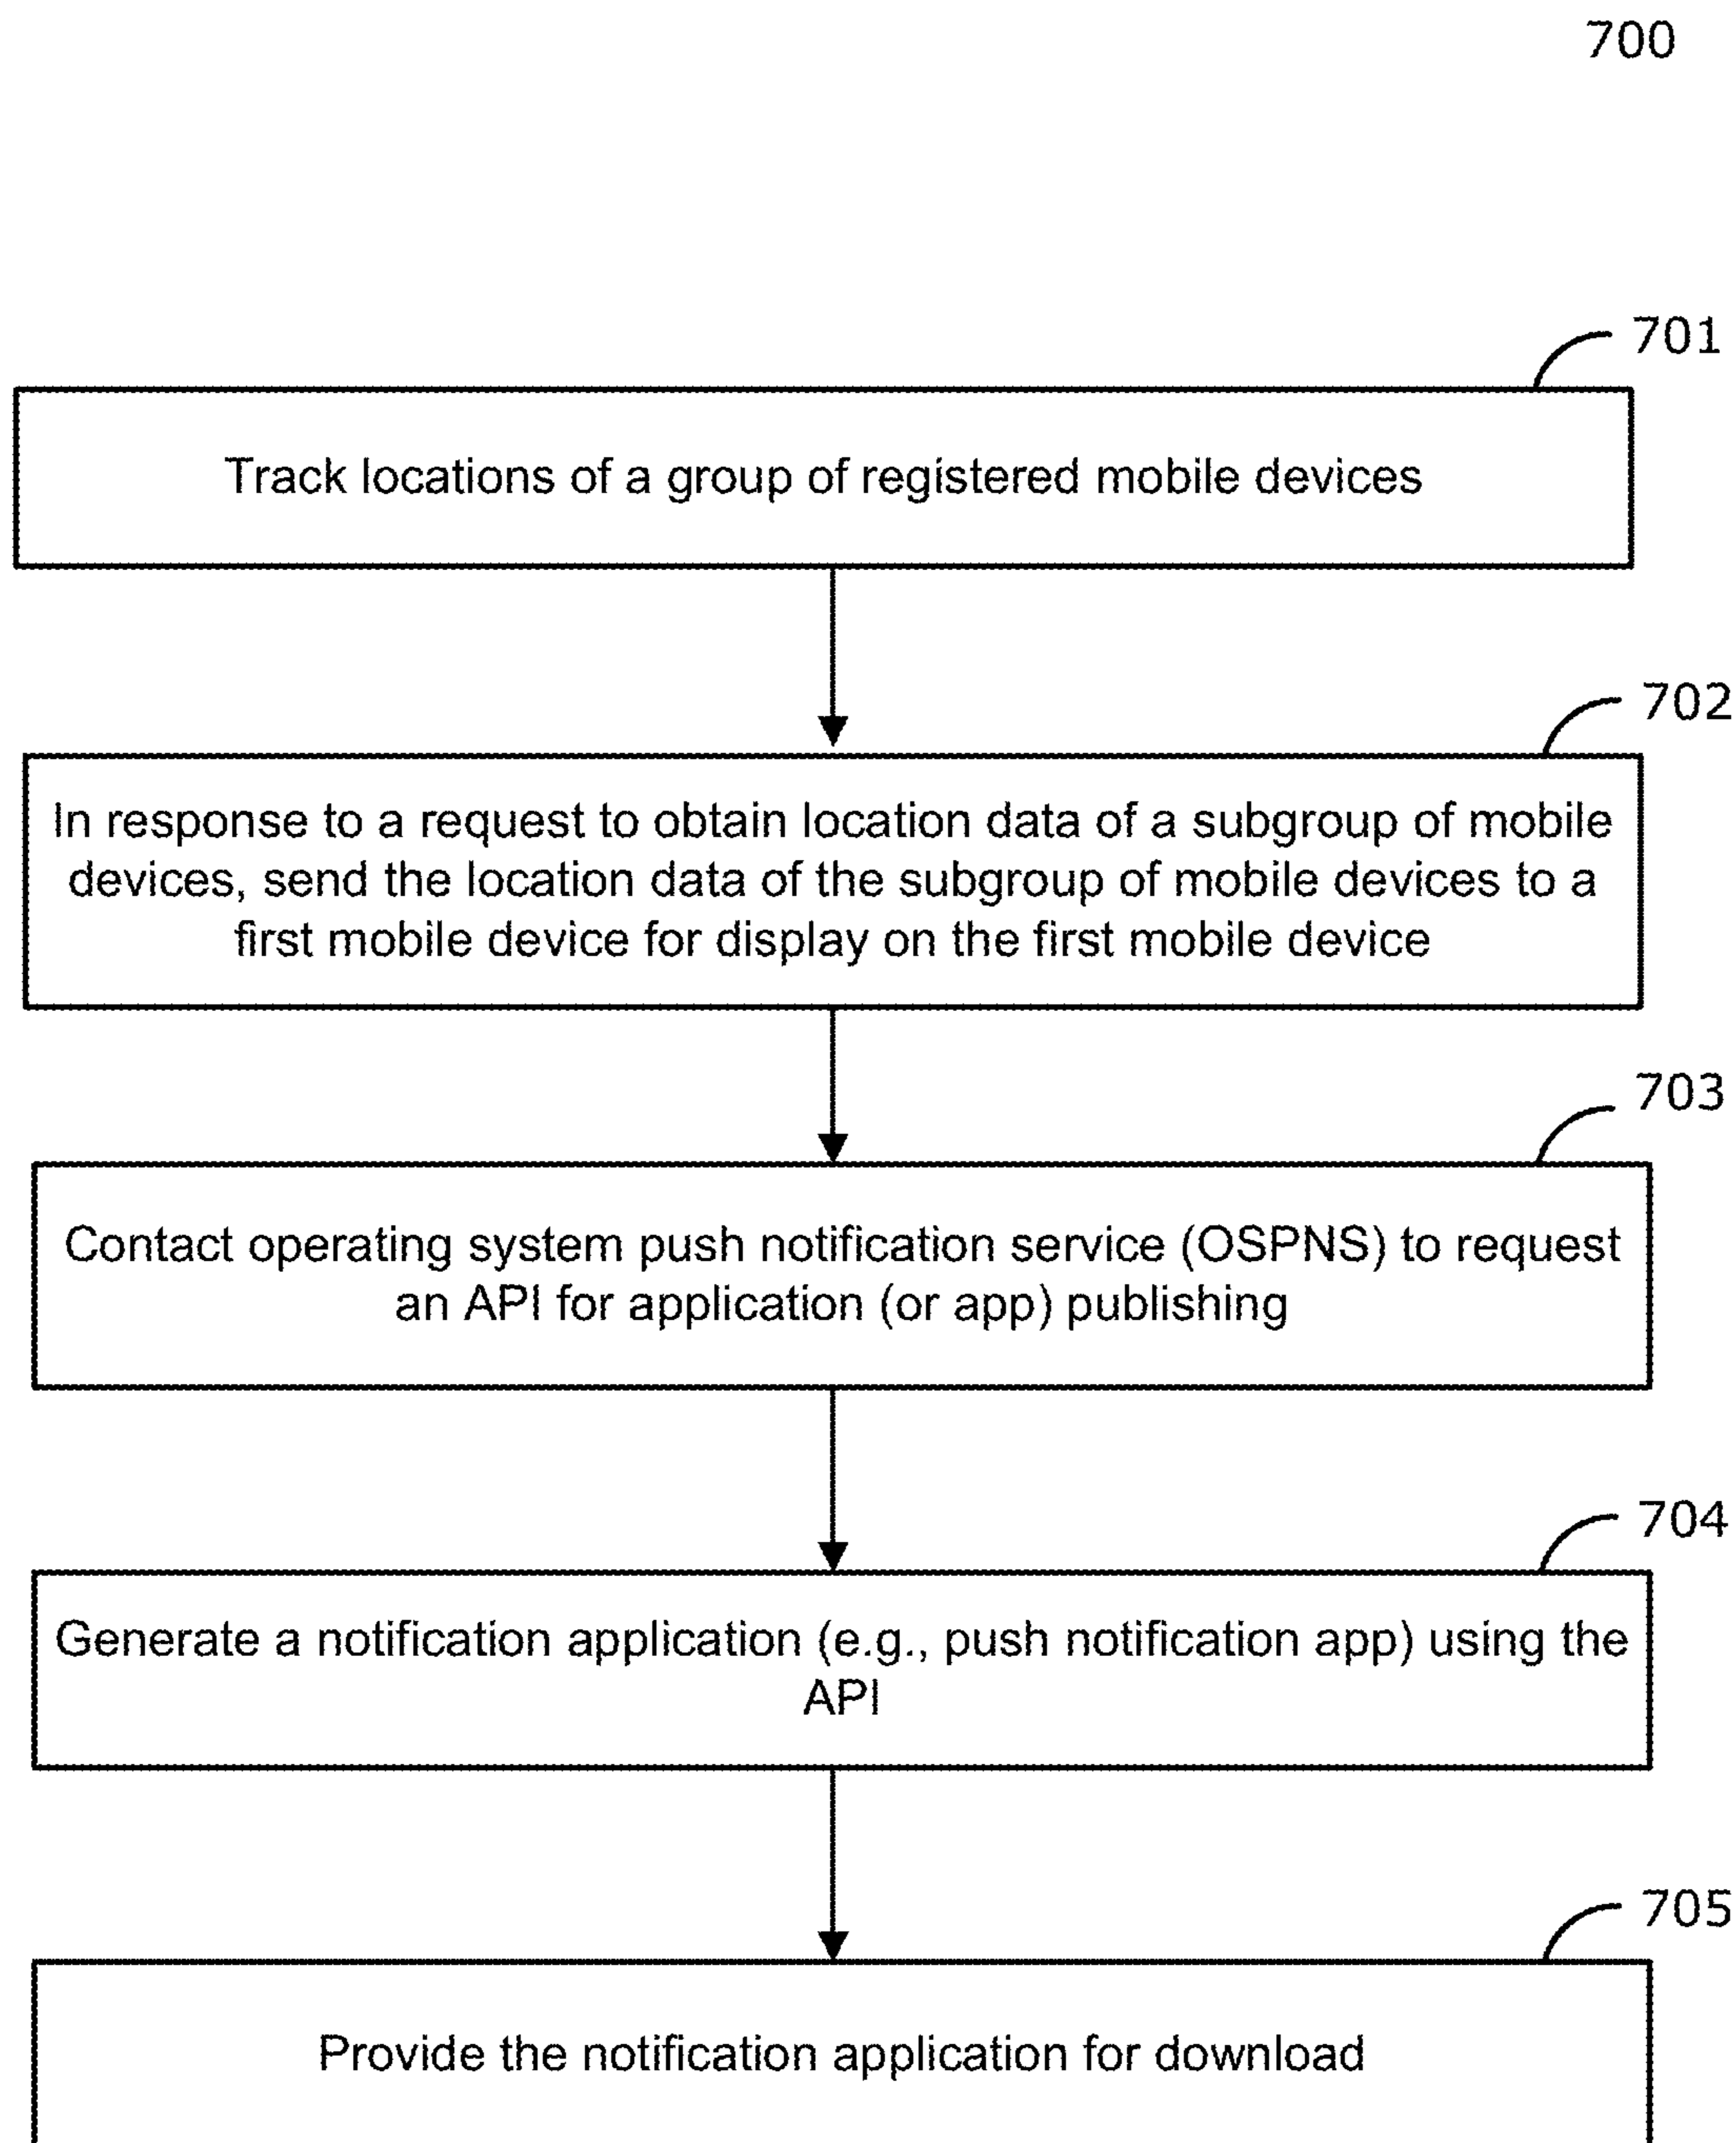 700
701
Track locations of a group of registered mobile devices
702
In response to a request to obtain location data of a subgroup of mobile
devices, send the location data of the subgroup of mobile devices to a
first mobile device for display on the first mobile device
703
Contact operating system push notification service (OSPNS) to request
an API for application (or app) publishing
704
Generate a notification application (e.g., push notification app) using the
API
705
Provide the notification application for download